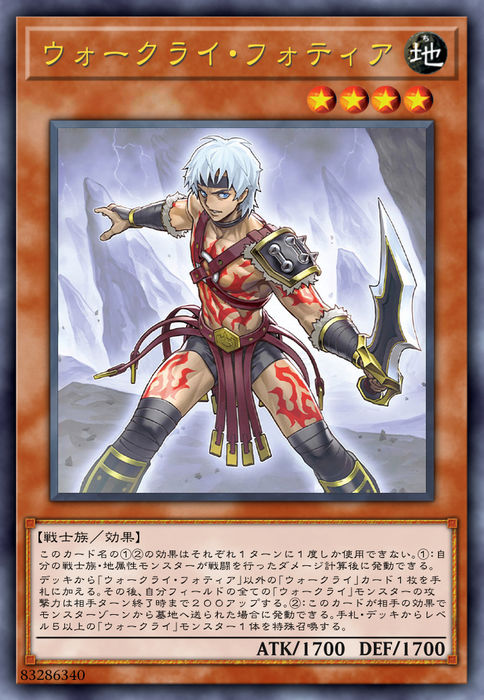 ウォークライ・フォティア
ち
地
【戦士族／効果】
このカード名の①②の効果はそれぞれ１ターンに１度しか使用できない。①：自
分の戦士族・地属性モンスターが戦闘を行ったダメージ計算後に発動できる。
デッキから「ウォークライ・フォティア」以外の「ウォークライ」カード１枚を手
札に加える。その後、自分フィールドの全ての「ウォークライ」モンスターの攻
撃力は相手ターン終了時まで２００アップする。②：このカードが相手の効果で
モンスターゾーンから墓地へ送られた場合に発動できる。手札・デッキからレベ
ル５以上の「ウォークライ」モンスター１体を特殊召喚する。
ATK/1700 DEF/1700
83286340